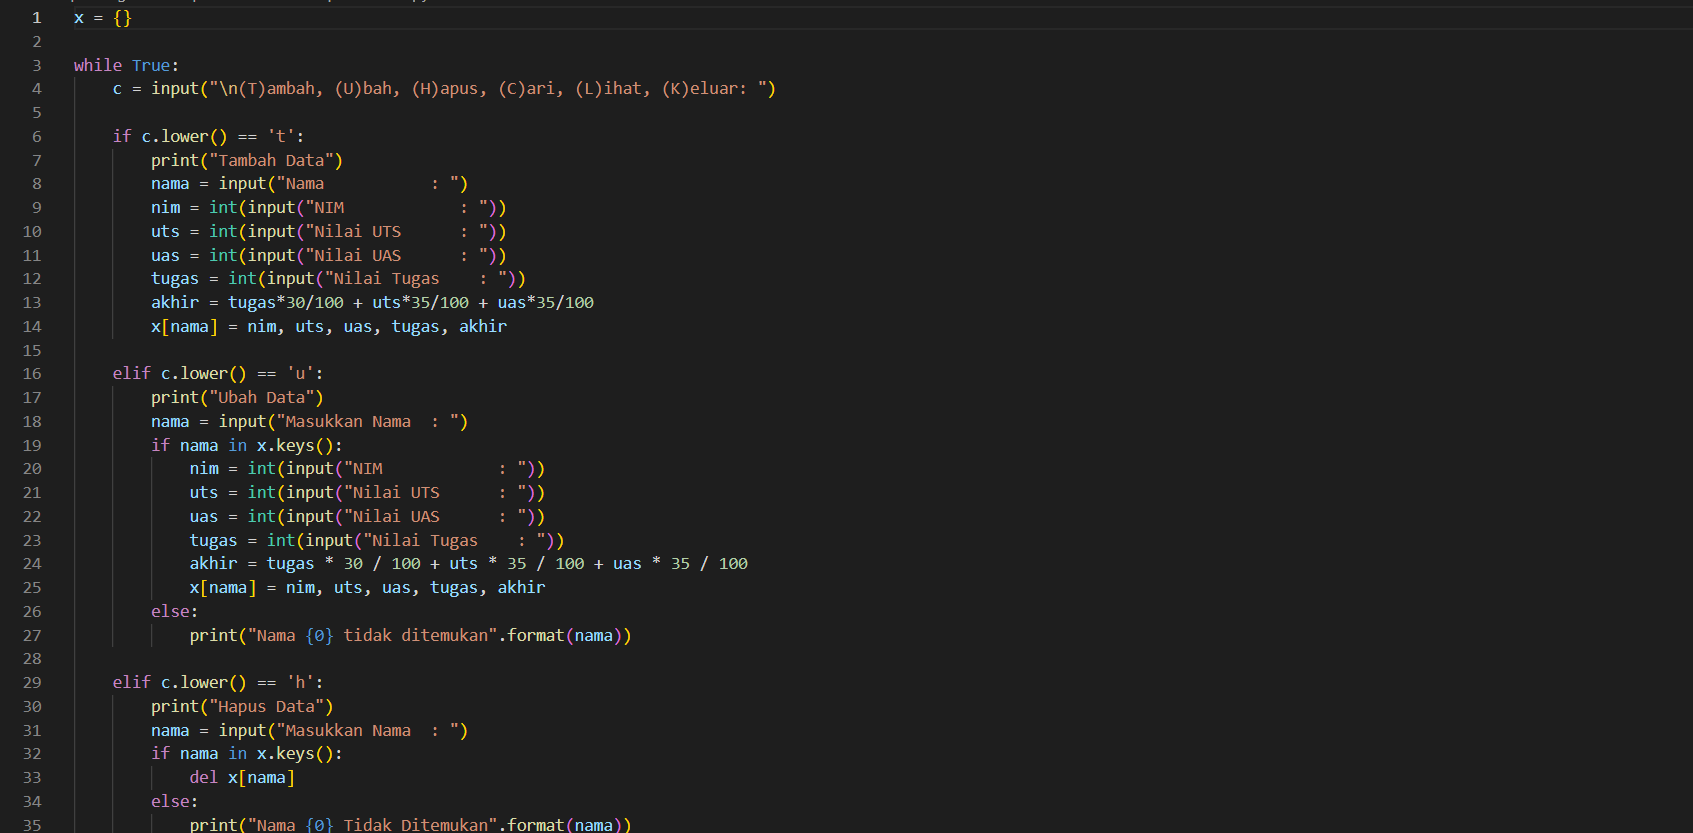 1 x = {}
2
3 while True:
4     c = input("\n(T)ambah, (U)bah, (H)apus, (C)ari, (L)ihat, (K)eluar: ")
5
6     if c.lower() == 't':
7         print("Tambah Data")
8         nama = input("Nama           : ")
9         nim = int(input("NIM            : "))
10         uts = int(input("Nilai UTS      : "))
11         uas = int(input("Nilai UAS      : "))
12         tugas = int(input("Nilai Tugas    : "))
13         akhir = tugas*30/100 + uts*35/100 + uas*35/100
14         x[nama] = nim, uts, uas, tugas, akhir
15
16     elif c.lower() == 'u':
17         print("Ubah Data")
18         nama = input("Masukkan Nama  : ")
19         if nama in x.keys():
20             nim = int(input("NIM            : "))
21             uts = int(input("Nilai UTS      : "))
22             uas = int(input("Nilai UAS      : "))
23             tugas = int(input("Nilai Tugas    : "))
24             akhir = tugas * 30 / 100 + uts * 35 / 100 + uas * 35 / 100
25             x[nama] = nim, uts, uas, tugas, akhir
26         else:
27             print("Nama {0} tidak ditemukan".format(nama))
28
29     elif c.lower() == 'h':
30         print("Hapus Data")
31         nama = input("Masukkan Nama  : ")
32         if nama in x.keys():
33             del x[nama]
34         else:
35             print("Nama {0} Tidak Ditemukan".format(nama))